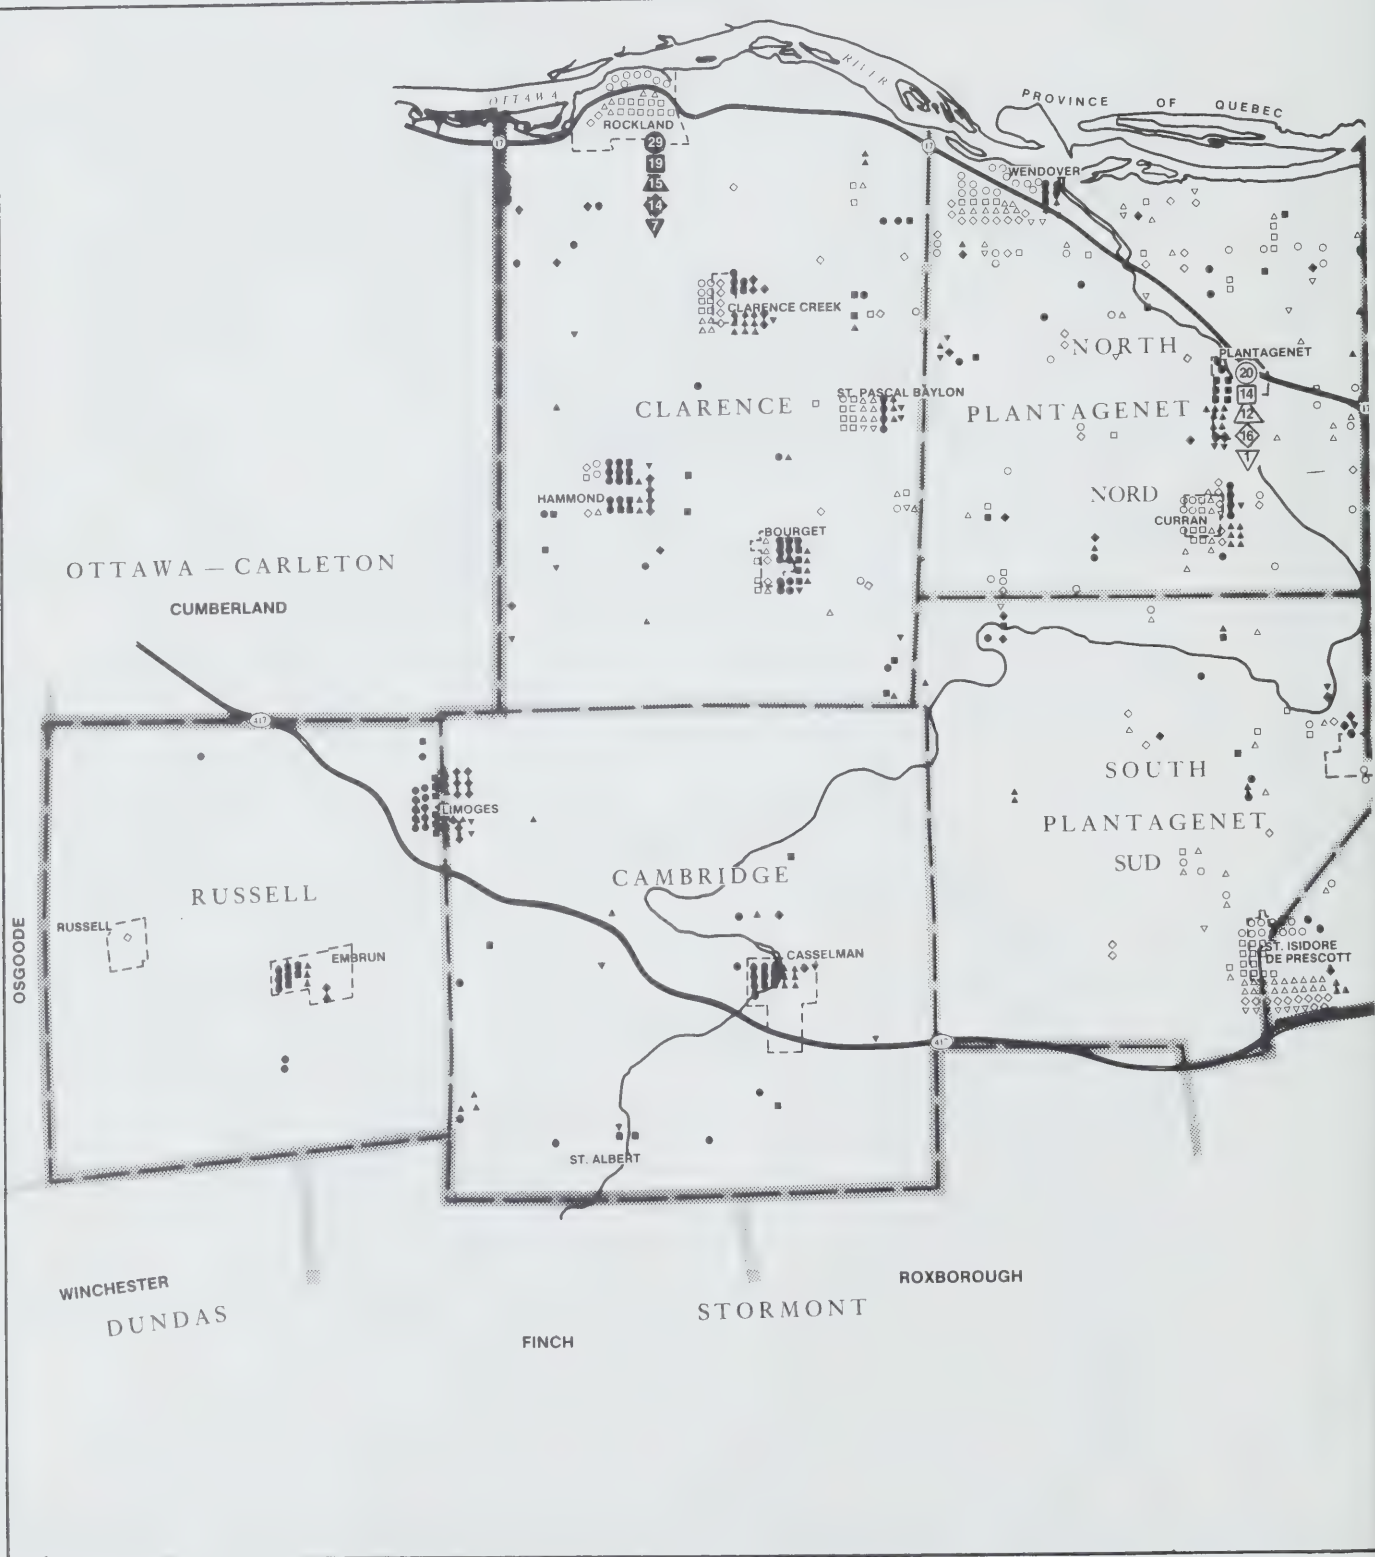 RIVER
OTTAWA
PROVINCE OF QUEBEC
ROCKLAND
17
29
19
15
14
7
17
WENDOVER
CLARENCE CREEK
NORTH
PLANTAGENET
20
14
12
16
1
ST. PASCAL BAYLON
CLARENCE
PLANTAGENET
17
HAMMOND
NORD
CURRAN
BOURGET
OTTAWA — CARLETON
CUMBERLAND
417
LIMOGES
SOUTH
PLANTAGENET
SUD
CAMBRIDGE
RUSSELL
RUSSELL
OSGOODE
EMBRUN
CASSELMAN
ST. ISIDORE
DE PRESCOTT
417
ST. ALBERT
WINCHESTER
DUNDAS
ROXBOROUGH
STORMONT
FINCH